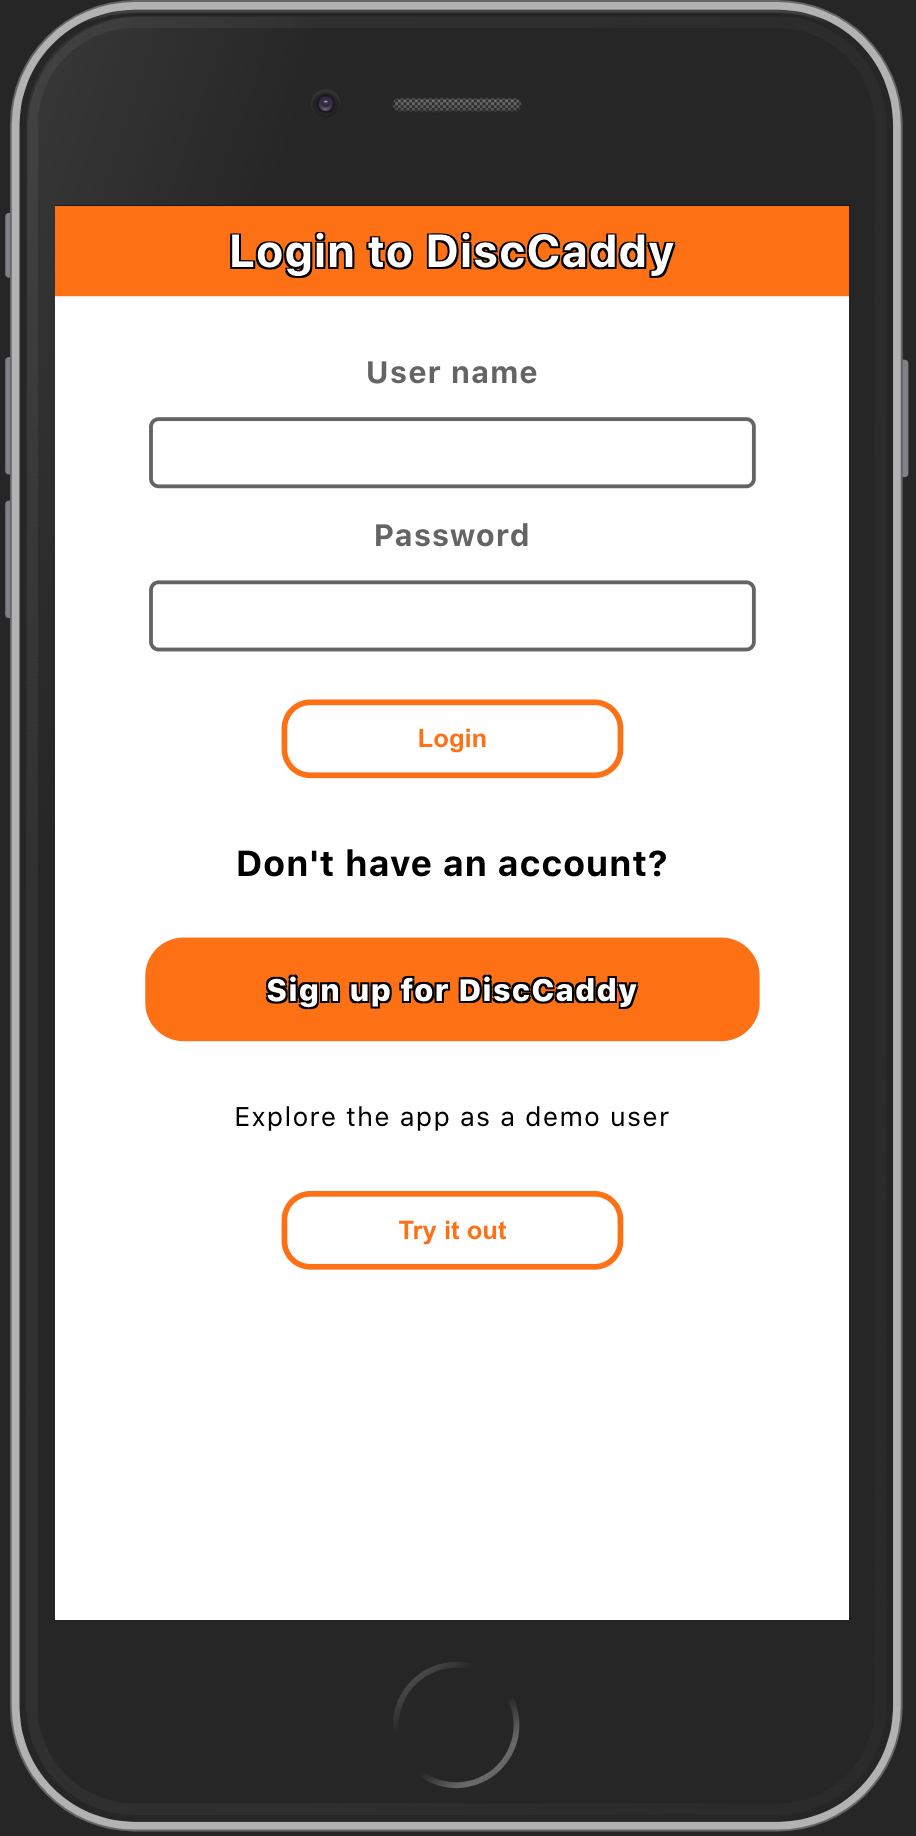 Login to DiscCaddy
User name
Password
Login
Don't have an account?
Sign up for DiscCaddy
Explore the app as a demo user
Try it out